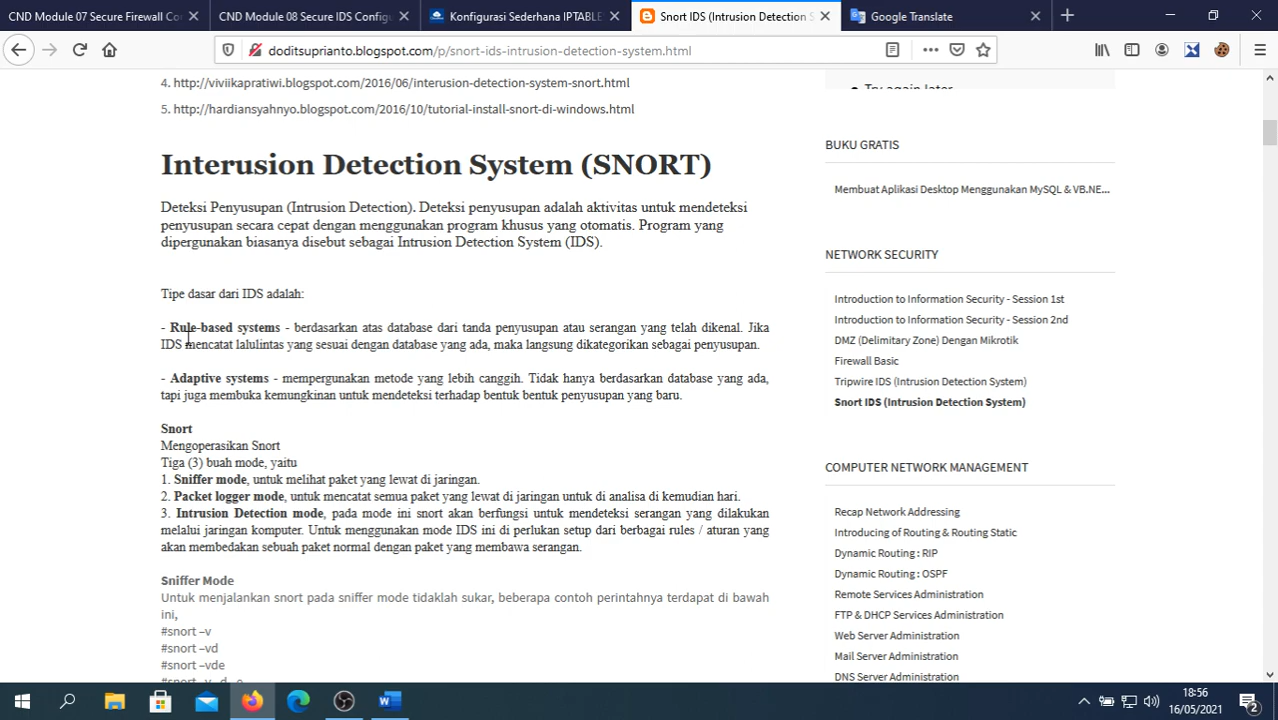 CND Module 07 Secure Firewall Co
CND Module 08 Secure IDS Config
Konfigurasi Sederhana IPTABLE
Snort IDS (Intrusion Detection S
Google Translate
doditsuprianto.blogspot.com/p/snort-ids-intrusion-detection-system.html
4. http://viviikapratiwi.blogspot.com/2016/06/interusion-detection-system-snort.html
5. http://hardiansyahnyo.blogspot.com/2016/10/tutorial-install-snort-di-windows.html
Interusion Detection System (SNORT)
Deteksi Penyusupan (Intrusion Detection). Deteksi penyusupan adalah aktivitas untuk mendeteksi
penyusupan secara cepat dengan menggunakan program khusus yang otomatis. Program yang
dipergunakan biasanya disebut sebagai Intrusion Detection System (IDS).
Tipe dasar dari IDS adalah:
- Rule-based systems - berdasarkan atas database dari tanda penyusupan atau serangan yang telah dikenal. Jika
IDS mencatat lalulintas yang sesuai dengan database yang ada, maka langsung dikategorikan sebagai penyusupan.
- Adaptive systems - mempergunakan metode yang lebih canggih. Tidak hanya berdasarkan database yang ada,
tapi juga membuka kemungkinan untuk mendeteksi terhadap bentuk bentuk penyusupan yang baru.
Snort
Mengoperasikan Snort
Tiga (3) buah mode, yaitu
1. Sniffer mode, untuk melihat paket yang lewat di jaringan.
2. Packet logger mode, untuk mencatat semua paket yang lewat di jaringan untuk di analisa di kemudian hari.
3. Intrusion Detection mode, pada mode ini snort akan berfungsi untuk mendeteksi serangan yang dilakukan
melalui jaringan komputer. Untuk menggunakan mode IDS ini di perlukan setup dari berbagai rules / aturan yang
akan membedakan sebuah paket normal dengan paket yang membawa serangan.
Sniffer Mode
Untuk menjalankan snort pada sniffer mode tidaklah sukar, beberapa contoh perintahnya terdapat di bawah
ini,
#snort –v
#snort –vd
#snort –vde
Try again later
BUKU GRATIS
Membuat Aplikasi Desktop Menggunakan MySQL & VB.NE...
NETWORK SECURITY
Introduction to Information Security - Session 1st
Introduction to Information Security - Session 2nd
DMZ (Delimitary Zone) Dengan Mikrotik
Firewall Basic
Tripwire IDS (Intrusion Detection System)
Snort IDS (Intrusion Detection System)
COMPUTER NETWORK MANAGEMENT
Recap Network Addressing
Introducing of Routing & Routing Static
Dynamic Routing : RIP
Dynamic Routing : OSPF
Remote Services Administration
FTP & DHCP Services Administration
Web Server Administration
Mail Server Administration
DNS Server Administration
18:56
16/05/2021
2